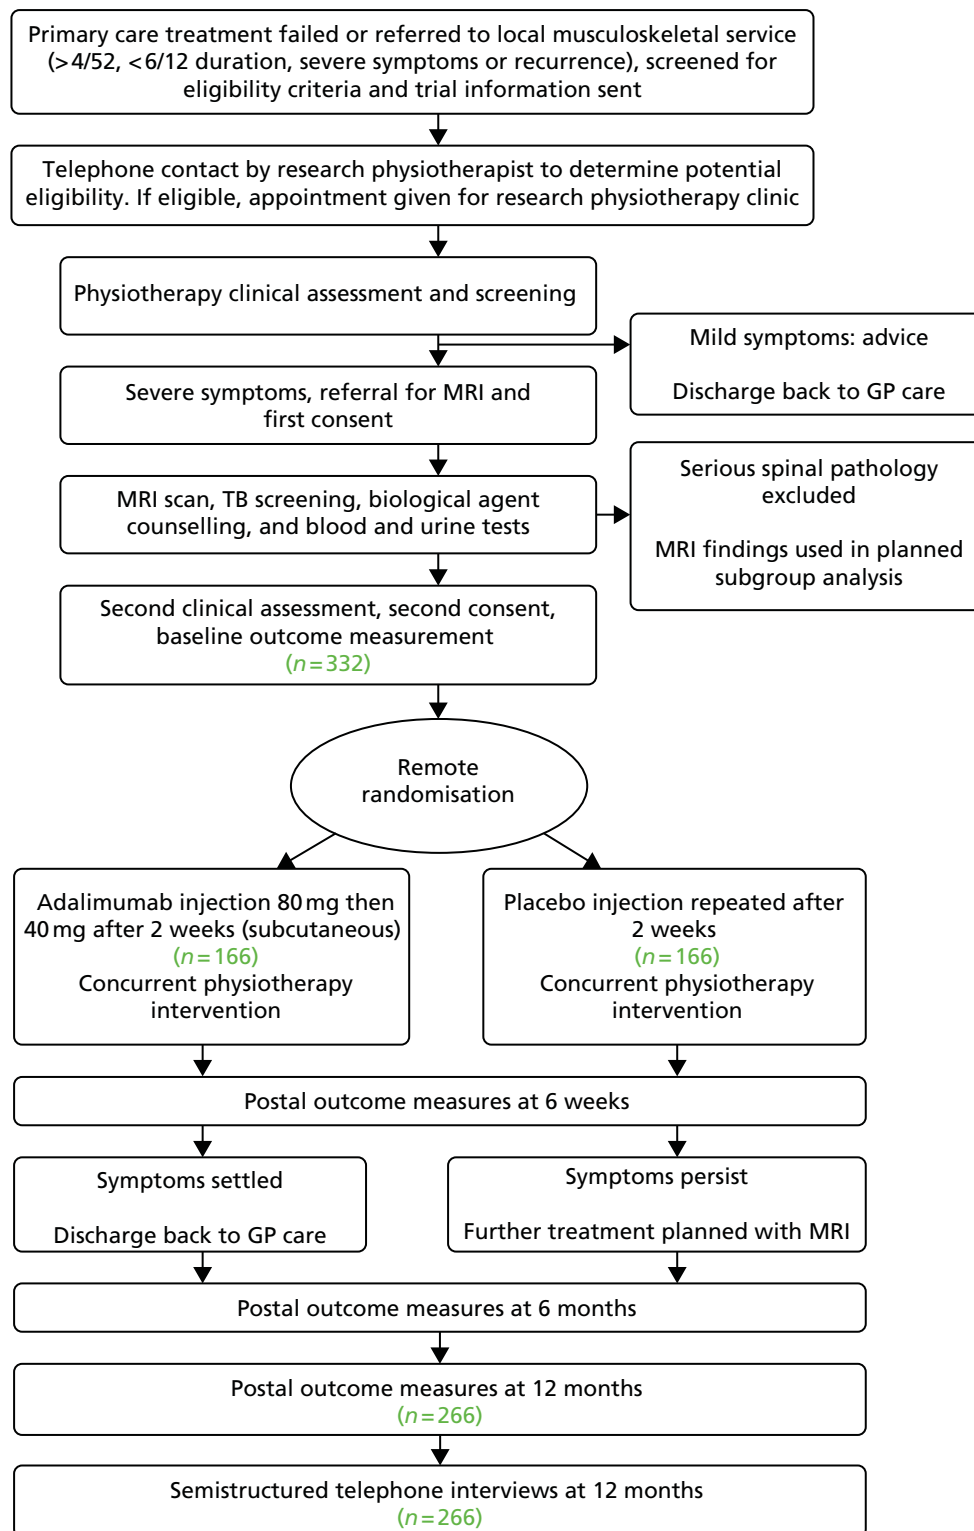 Primary care treatment failed or referred to local musculoskeletal service
(>4/52, <6/12 duration, severe symptoms or recurrence), screened for
eligibility criteria and trial information sent
Telephone contact by research physiotherapist to determine potential
eligibility. If eligible, appointment given for research physiotherapy clinic
Physiotherapy clinical assessment and screening
Mild symptoms: advice
Discharge back to GP care
Severe symptoms, referral for MRI and
first consent
MRI scan, TB screening, biological agent
counselling, and blood and urine tests
Serious spinal pathology
excluded
MRI findings used in planned
subgroup analysis
Second clinical assessment, second consent,
baseline outcome measurement
(n=332)
Remote
randomisation
Adalimumab injection 80 mg then
40 mg after 2 weeks (subcutaneous)
(n=166)
Concurrent physiotherapy
intervention
Placebo injection repeated after
2 weeks
(n=166)
Concurrent physiotherapy
intervention
Postal outcome measures at 6 weeks
Symptoms settled
Discharge back to GP care
Symptoms persist
Further treatment planned with MRI
Postal outcome measures at 6 months
Postal outcome measures at 12 months
(n=266)
Semistructured telephone interviews at 12 months
(n=266)